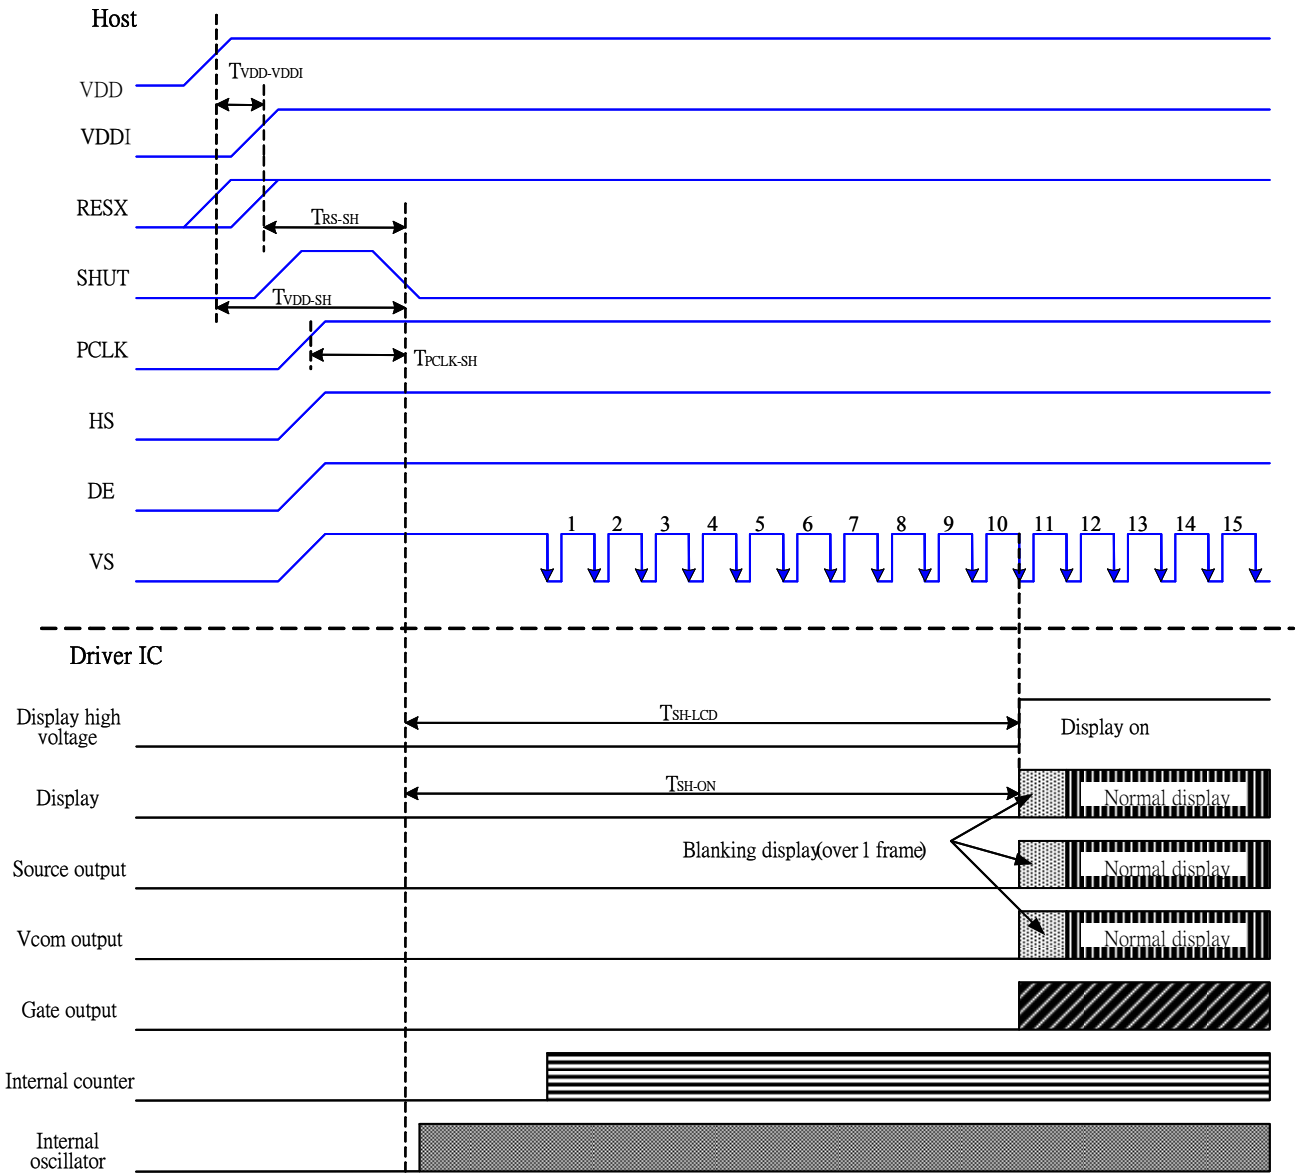 Host
VDD
TVDD-VDDI
VDDI
RESX
TRS-SH
SHUT
TVDD-SH
PCLK
TPCLK-SH
HS
DE
VS
1 2 3 4 5 6 7 8 9 10 11 12 13 14 15
Driver IC
Display high
voltage
TSH-LCD
Display on
Display
TSH-ON
Normal display
Blanking display(over 1 frame)
Source output
Normal display
Vcom output
Normal display
Gate output
Internal counter
Internal
oscillator